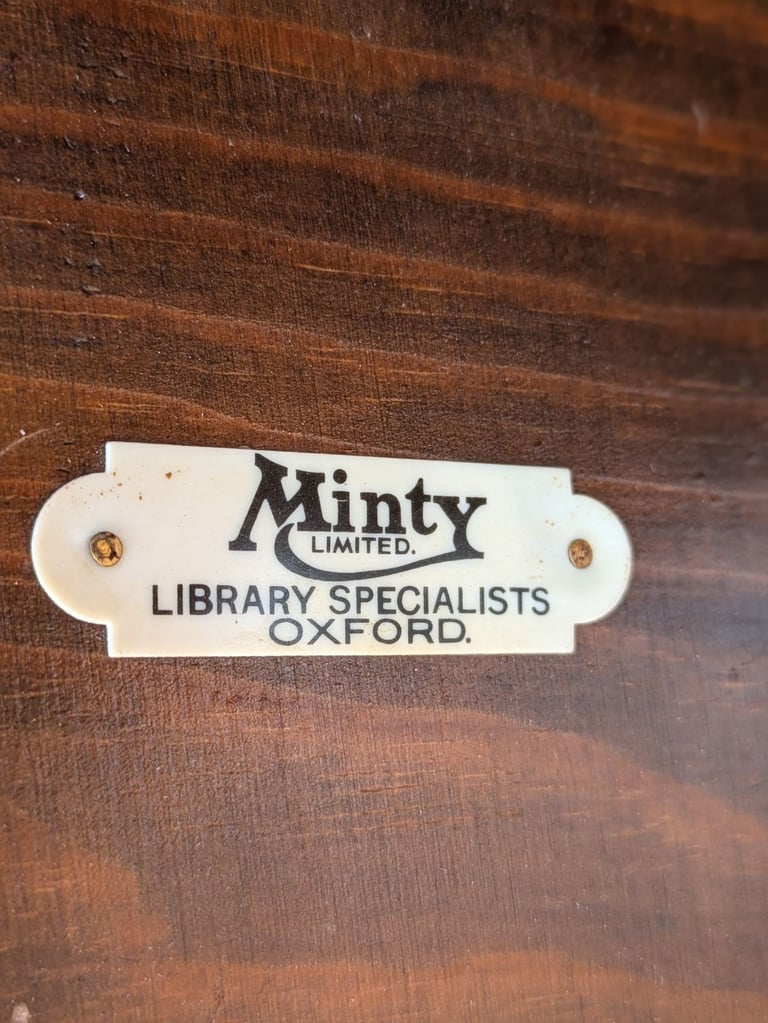 Minty
LIMITED.
LIBRARY SPECIALISTS
OXFORD.